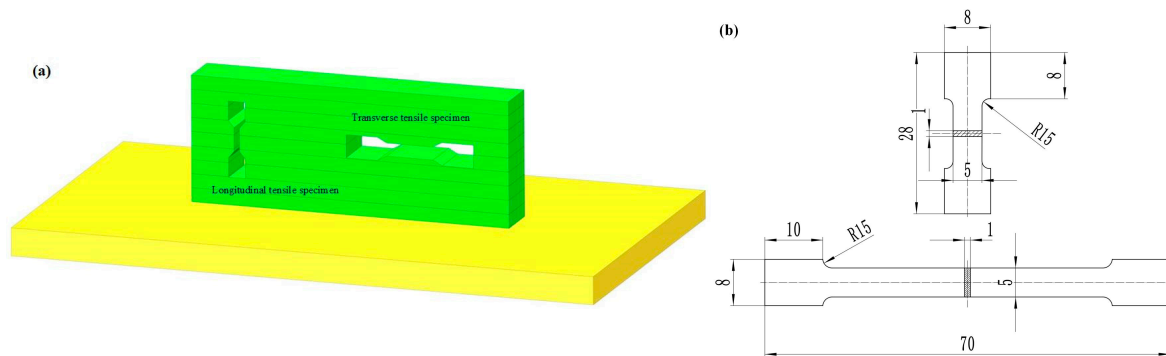 (a)
Transverse tensile specimen
Longitudinal tensile specimen
(b)
8
8
1
28
R15
5
10
R15
1
8
5
70